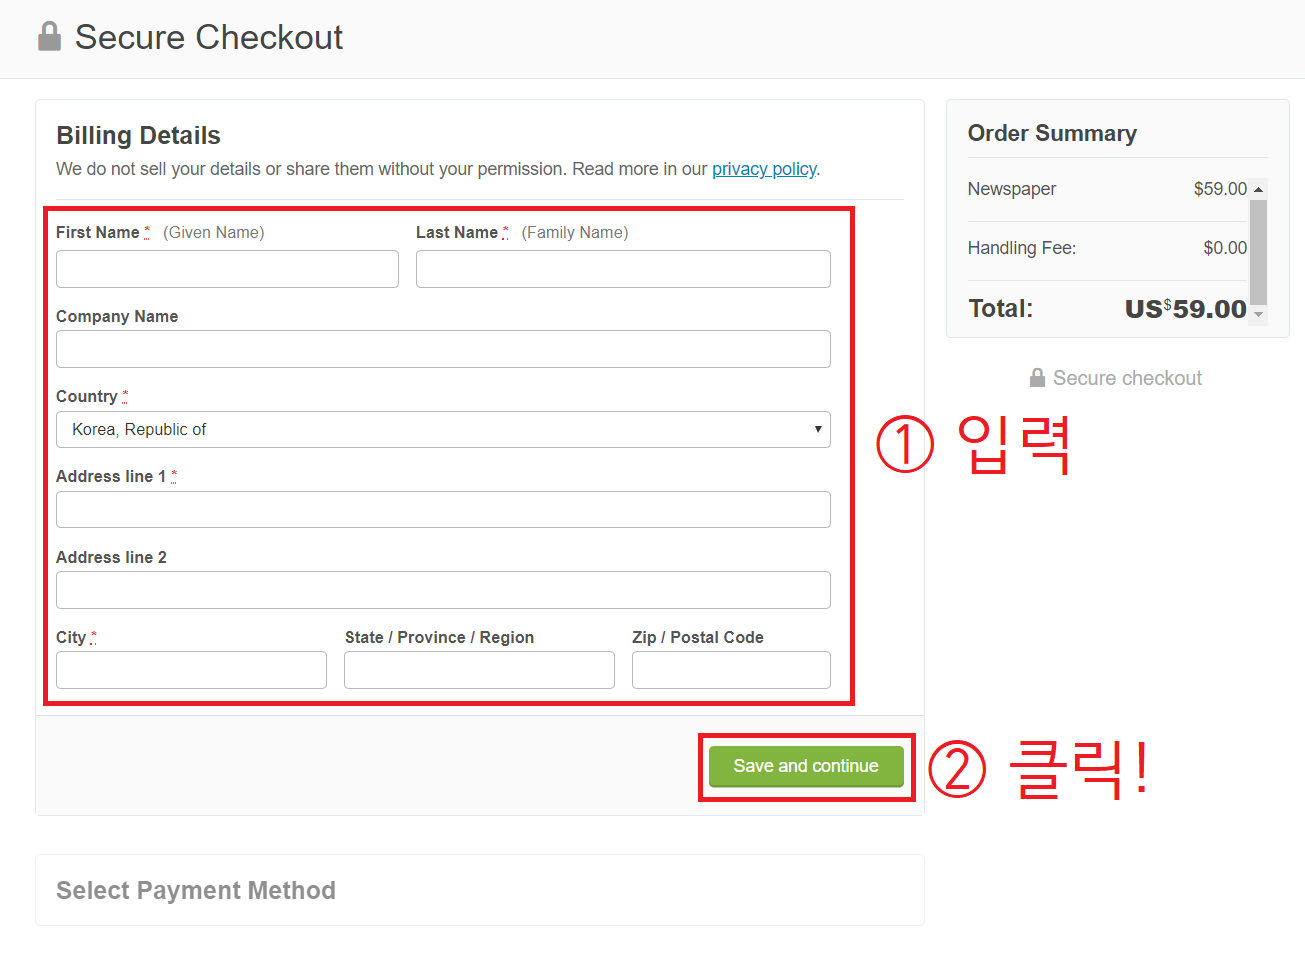 Secure Checkout
Billing Details
We do not sell your details or share them without your permission. Read more in our privacy policy.
First Name * (Given Name)
Last Name * (Family Name)
Company Name
Country *
Korea, Republic of
Address line 1 *
Address line 2
City *
State / Province / Region
Zip / Postal Code
Save and continue
Select Payment Method
Order Summary
Newspaper $59.00
Handling Fee: $0.00
Total: US$59.00
Secure checkout
① 입력
② 클릭!